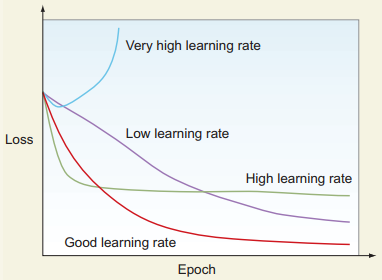 Very high learning rate
Low learning rate
Loss
High learning rate
Good learning rate
Epoch